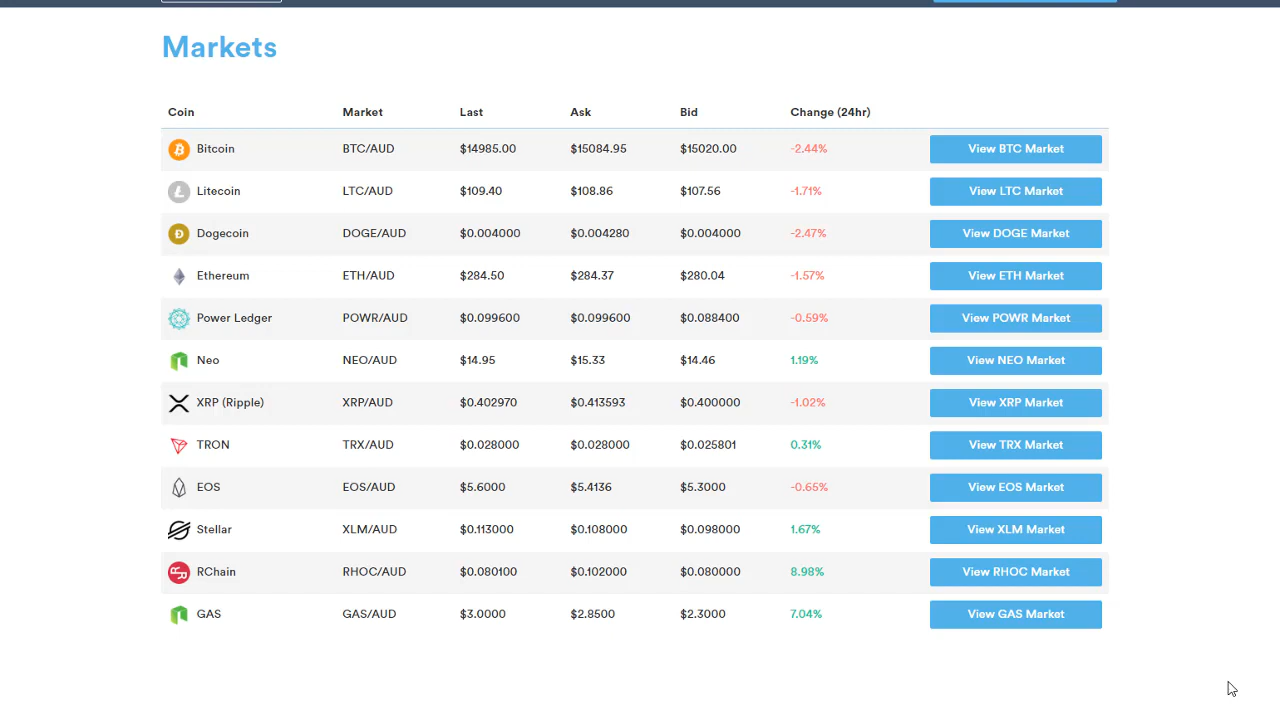 Markets
Coin Market Last Ask Bid Change (24hr)
Bitcoin BTC/AUD $14985.00 $15084.95 $15020.00 -2.44% View BTC Market
Litecoin LTC/AUD $109.40 $108.86 $107.56 -1.71% View LTC Market
Dogecoin DOGE/AUD $0.004000 $0.004280 $0.004000 -2.47% View DOGE Market
Ethereum ETH/AUD $284.50 $284.37 $280.04 -1.57% View ETH Market
Power Ledger POWR/AUD $0.099600 $0.099600 $0.088400 -0.59% View POWR Market
Neo NEO/AUD $14.95 $15.33 $14.46 1.19% View NEO Market
XRP (Ripple) XRP/AUD $0.402970 $0.413593 $0.400000 -1.02% View XRP Market
TRON TRX/AUD $0.028000 $0.028000 $0.025801 0.31% View TRX Market
EOS EOS/AUD $5.6000 $5.4136 $5.3000 -0.65% View EOS Market
Stellar XLM/AUD $0.113000 $0.108000 $0.098000 1.67% View XLM Market
RChain RHOC/AUD $0.080100 $0.102000 $0.080000 8.98% View RHOC Market
GAS GAS/AUD $3.0000 $2.8500 $2.3000 7.04% View GAS Market